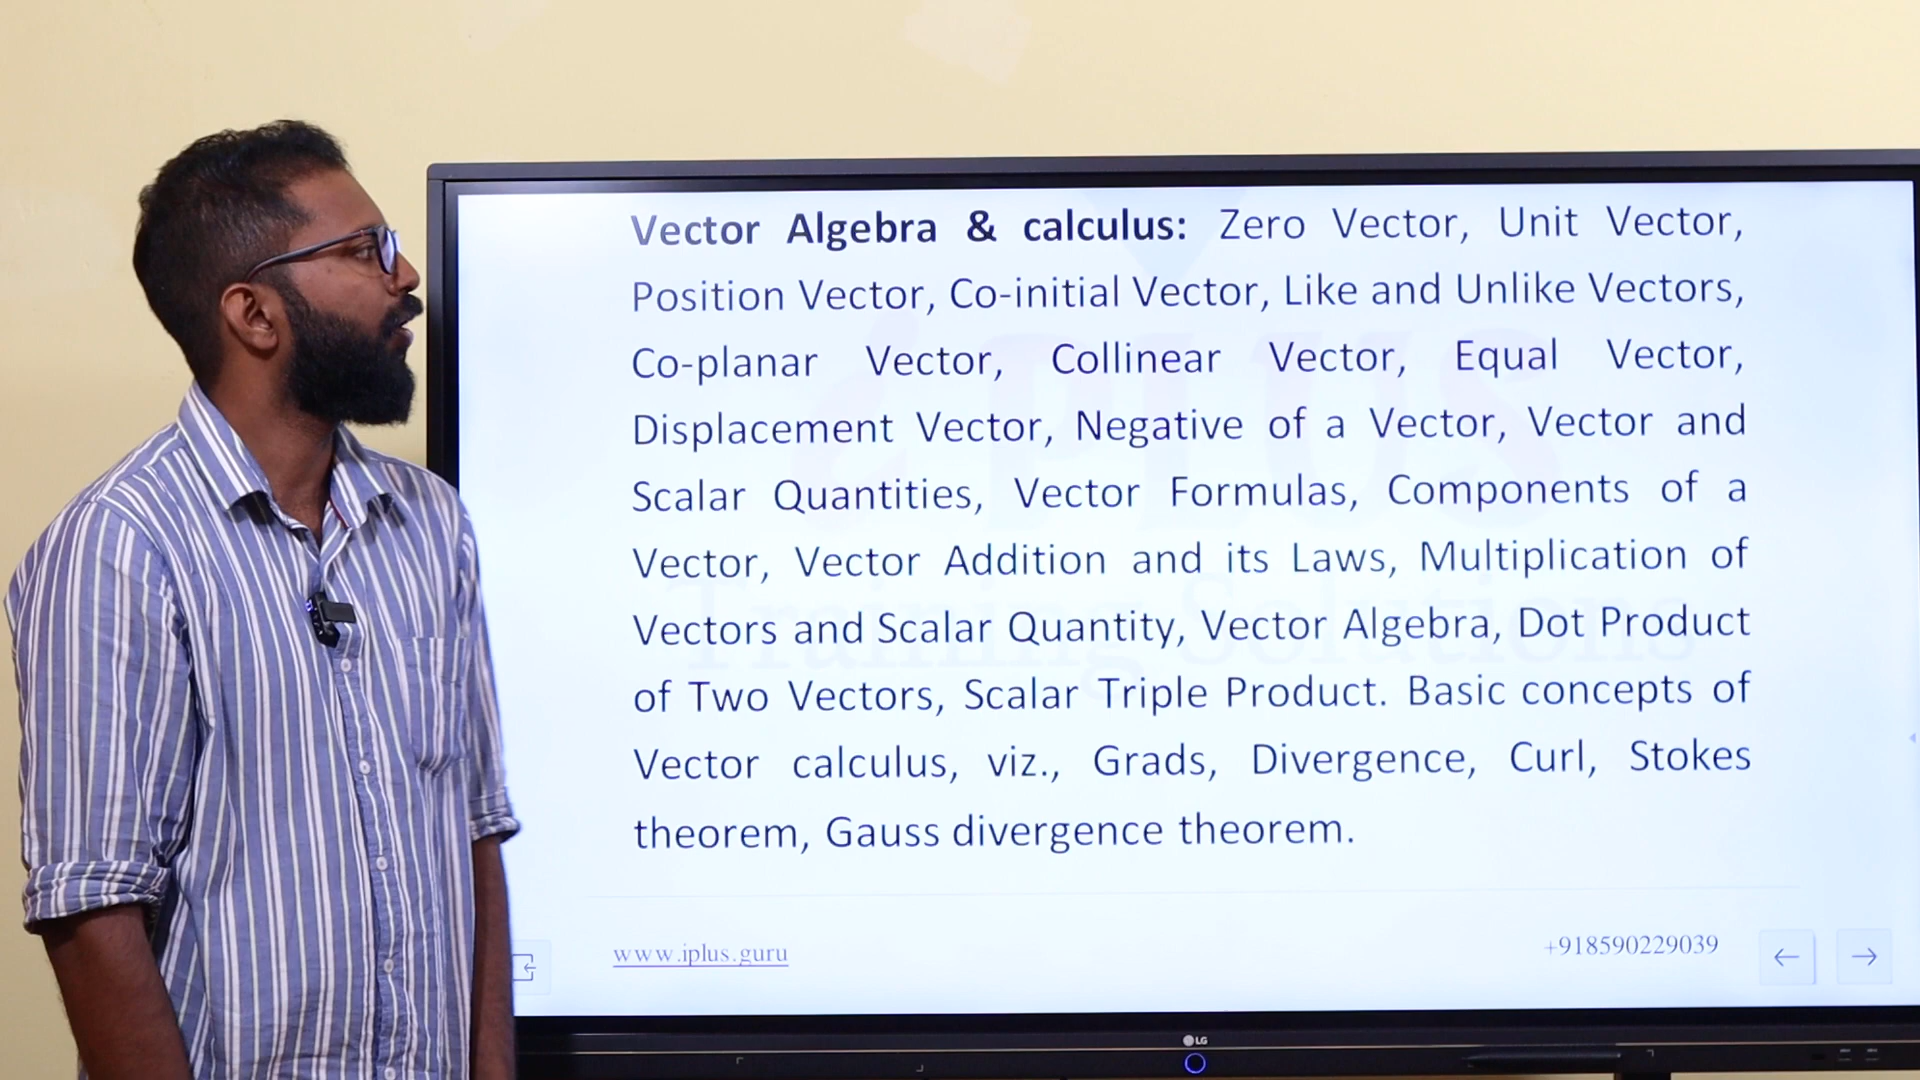 Vector Algebra & calculus: Zero Vector, Unit Vector,
Position Vector, Co-initial Vector, Like and Unlike Vectors,
Co-planar Vector, Collinear Vector, Equal Vector,
Displacement Vector, Negative of a Vector, Vector and
Scalar Quantities, Vector Formulas, Components of a
Vector, Vector Addition and its Laws, Multiplication of
Vectors and Scalar Quantity, Vector Algebra, Dot Product
of Two Vectors, Scalar Triple Product. Basic concepts of
Vector calculus, viz., Grads, Divergence, Curl, Stokes
theorem, Gauss divergence theorem.
iPLUS
Training Solutions
www.iplus.guru
+918590229039
LG